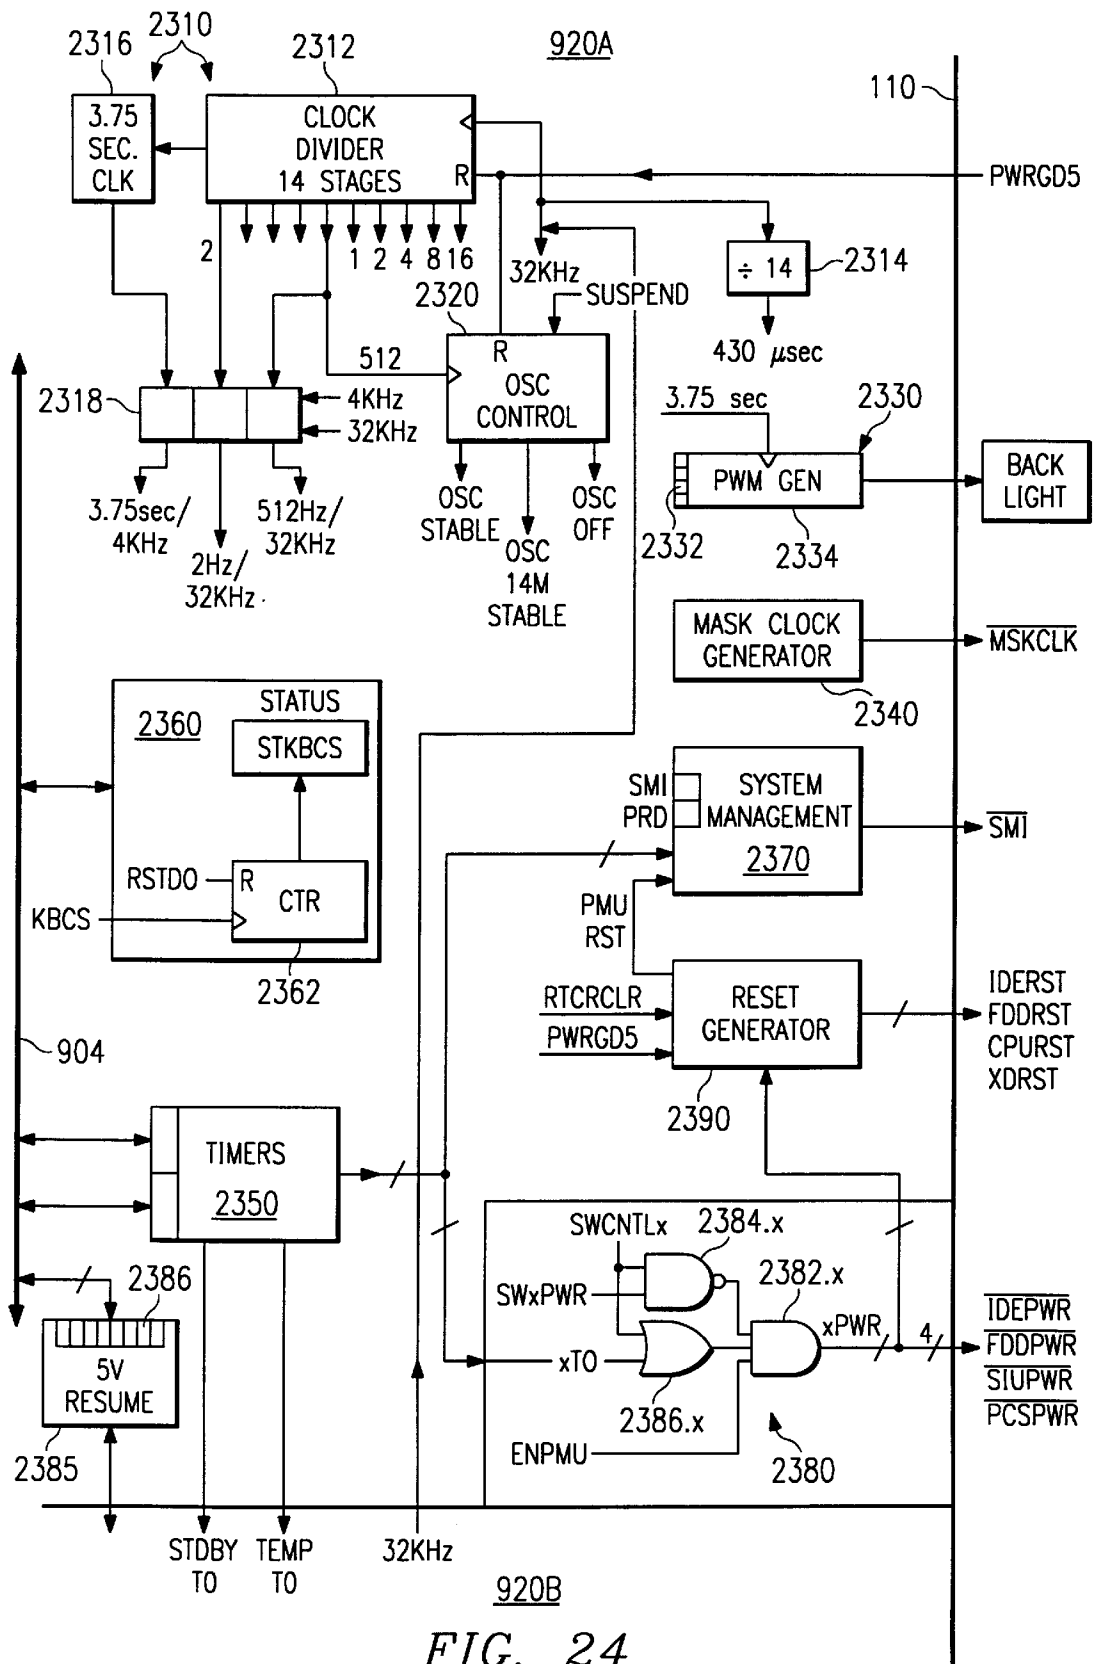 920A
2316
2310
2312
110
3.75
SEC.
CLK
CLOCK
DIVIDER
14 STAGES
R
PWRGD5
2
1 2 4 8 16
32KHz
÷ 14
2314
2320
SUSPEND
430 μsec
512
R
OSC
CONTROL
2318
4KHz
32KHz
3.75 sec
2330
PWM GEN
BACK
LIGHT
3.75sec/
4KHz
2Hz/
32KHz
512Hz/
32KHz
OSC
STABLE
OSC
14M
STABLE
OSC
OFF
2332
2334
MASK CLOCK
GENERATOR
MSKCLK
2340
2360
STATUS
STKBCS
RSTDO
R
CTR
KBCS
2362
SMI
PRD
SYSTEM
MANAGEMENT
2370
SMI
PMU
RST
RTCRCLR
PWRGD5
RESET
GENERATOR
2390
IDERST
FDDRST
CPURST
XDRST
904
TIMERS
2350
SWCNTLx
2384.x
SWxPWR
2382.x
xPWR
4
xTO
2386.x
ENPMU
2380
IDEPWR
FDDPWR
SIUPWR
PCSPWR
2386
5V
RESUME
2385
STDBY
TO
TEMP
TO
32KHz
920B
FIG. 24